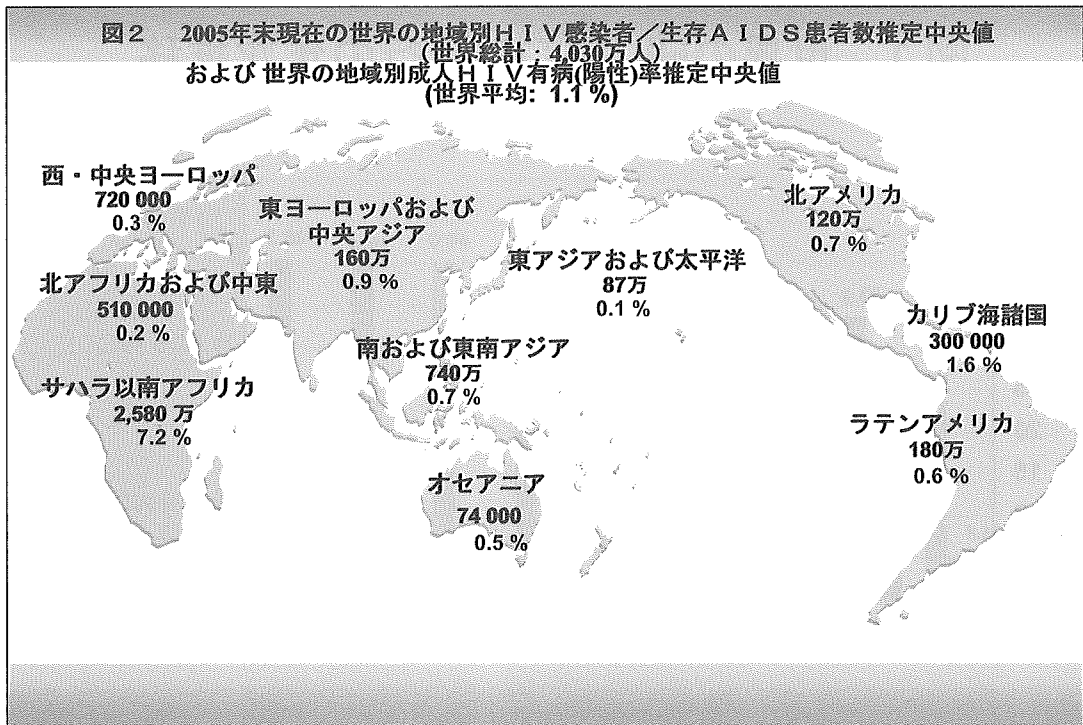 図2　2005年末現在の世界の地域別ＨＩＶ感染者／生存ＡＩＤＳ患者数推定中央値
(世界総計：4,030万人)
および 世界の地域別成人ＨＩＶ有病(陽性)率推定中央値
(世界平均: 1.1 %)
西・中央ヨーロッパ
720 000
0.3 %
東ヨーロッパおよび
中央アジア
160万
0.9 %
北アメリカ
120万
0.7 %
北アフリカおよび中東
510 000
0.2 %
東アジアおよび太平洋
87万
0.1 %
カリブ海諸国
300 000
1.6 %
南および東南アジア
740万
0.7 %
サハラ以南アフリカ
2,580 万
7.2 %
ラテンアメリカ
180万
0.6 %
オセアニア
74 000
0.5 %